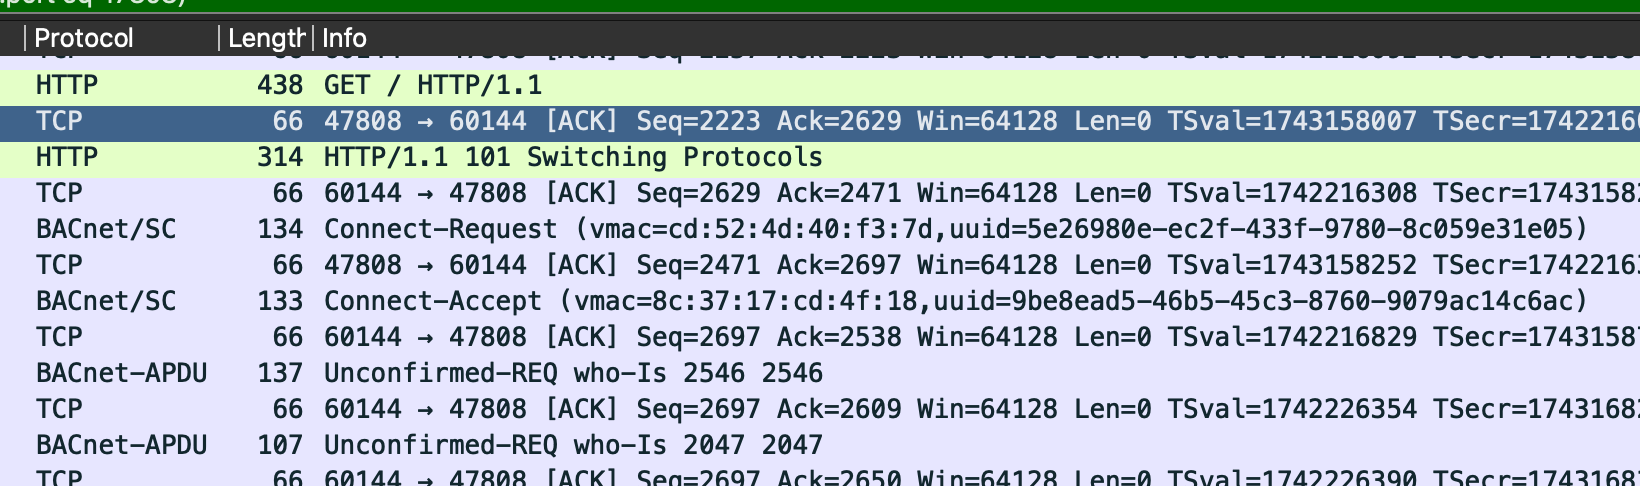 Protocol Length Info
HTTP 438 GET / HTTP/1.1
TCP 66 47808 → 60144 [ACK] Seq=2223 Ack=2629 Win=64128 Len=0 TSval=1743158007 TSecr=1742216
HTTP 314 HTTP/1.1 101 Switching Protocols
TCP 66 60144 → 47808 [ACK] Seq=2629 Ack=2471 Win=64128 Len=0 TSval=1742216308 TSecr=1743158
BACnet/SC 134 Connect-Request (vmac=cd:52:4d:40:f3:7d,uuid=5e26980e-ec2f-433f-9780-8c059e31e05)
TCP 66 47808 → 60144 [ACK] Seq=2471 Ack=2697 Win=64128 Len=0 TSval=1743158252 TSecr=1742216
BACnet/SC 133 Connect-Accept (vmac=8c:37:17:cd:4f:18,uuid=9be8ead5-46b5-45c3-8760-9079ac14c6ac)
TCP 66 60144 → 47808 [ACK] Seq=2697 Ack=2538 Win=64128 Len=0 TSval=1742216829 TSecr=1743158
BACnet-APDU 137 Unconfirmed-REQ who-Is 2546 2546
TCP 66 60144 → 47808 [ACK] Seq=2697 Ack=2609 Win=64128 Len=0 TSval=1742226354 TSecr=1743168
BACnet-APDU 107 Unconfirmed-REQ who-Is 2047 2047
TCP 66 60144 → 47808 [ACK] Seq=2697 Ack=2650 Win=64128 Len=0 TSval=1742226390 TSecr=1743168